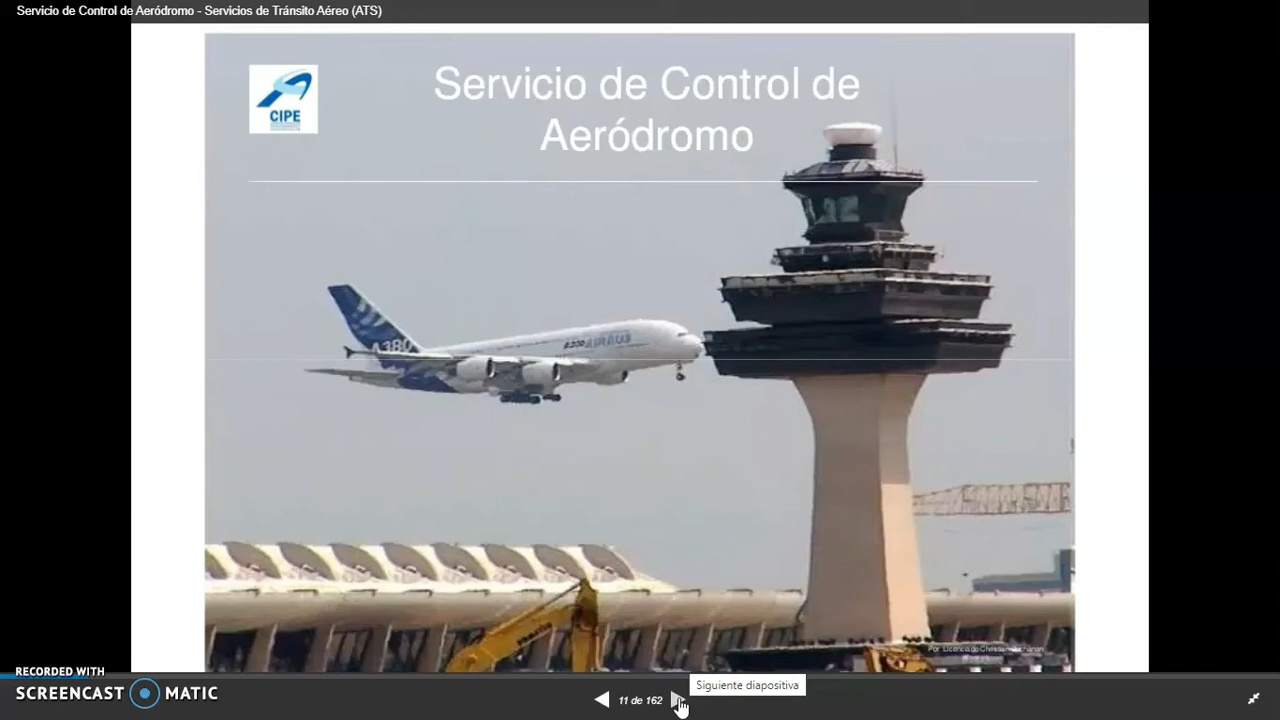 Servicio de Control de Aeródromo - Servicios de Tránsito Aéreo (ATS)
CIPE
Servicio de Control de
Aeródromo
A380
AIRBUS
RECORDED WITH
SCREENCAST MATIC
11 de 162
Siguiente diapositiva